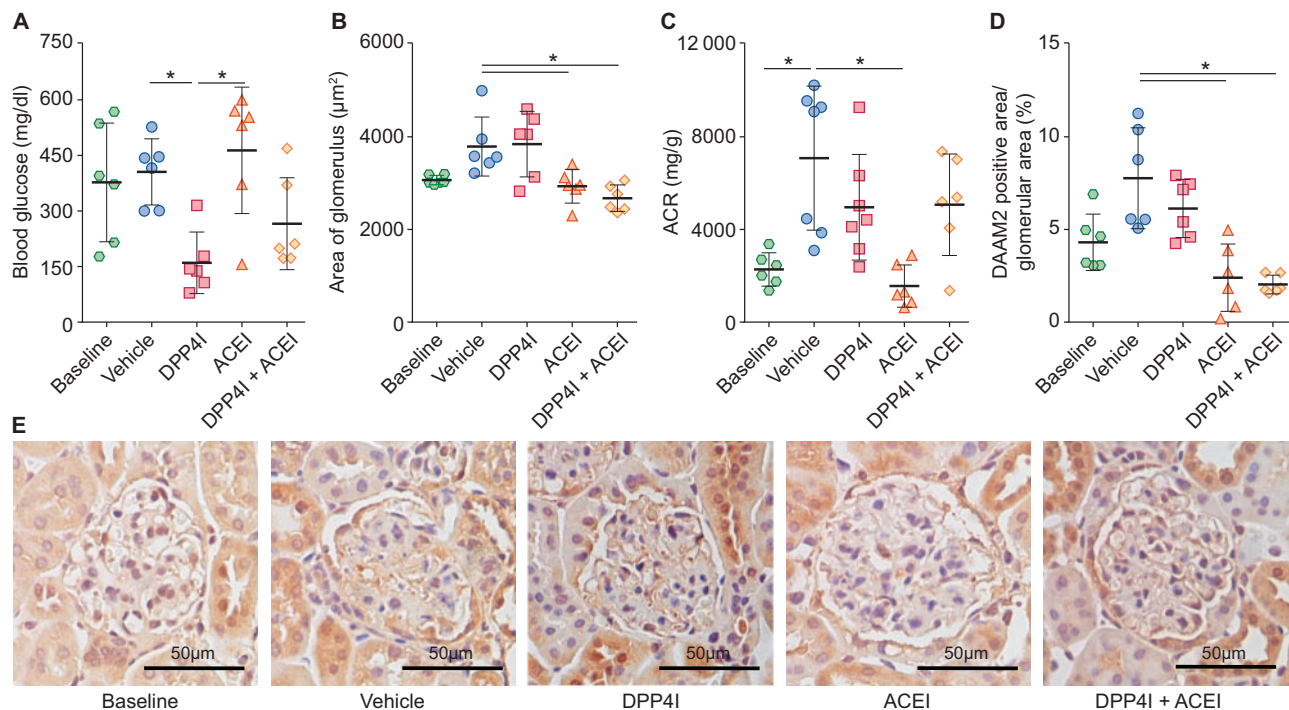 A
Blood glucose (mg/dl)
750
600
450
300
150
0
* *
Baseline
Vehicle
DPP4I
ACEI
DPP4I + ACEI
B
Area of glomerulus (μm²)
6000
4000
2000
0
*
Baseline
Vehicle
DPP4I
ACEI
DPP4I + ACEI
C
ACR (mg/g)
12 000
8000
4000
0
* *
Baseline
Vehicle
DPP4I
ACEI
DPP4I + ACEI
D
DAAM2 positive area/
glomerular area (%)
15
10
5
0
*
Baseline
Vehicle
DPP4I
ACEI
DPP4I + ACEI
E
50μm
50μm
50μm
50μm
50μm
Baseline
Vehicle
DPP4I
ACEI
DPP4I + ACEI